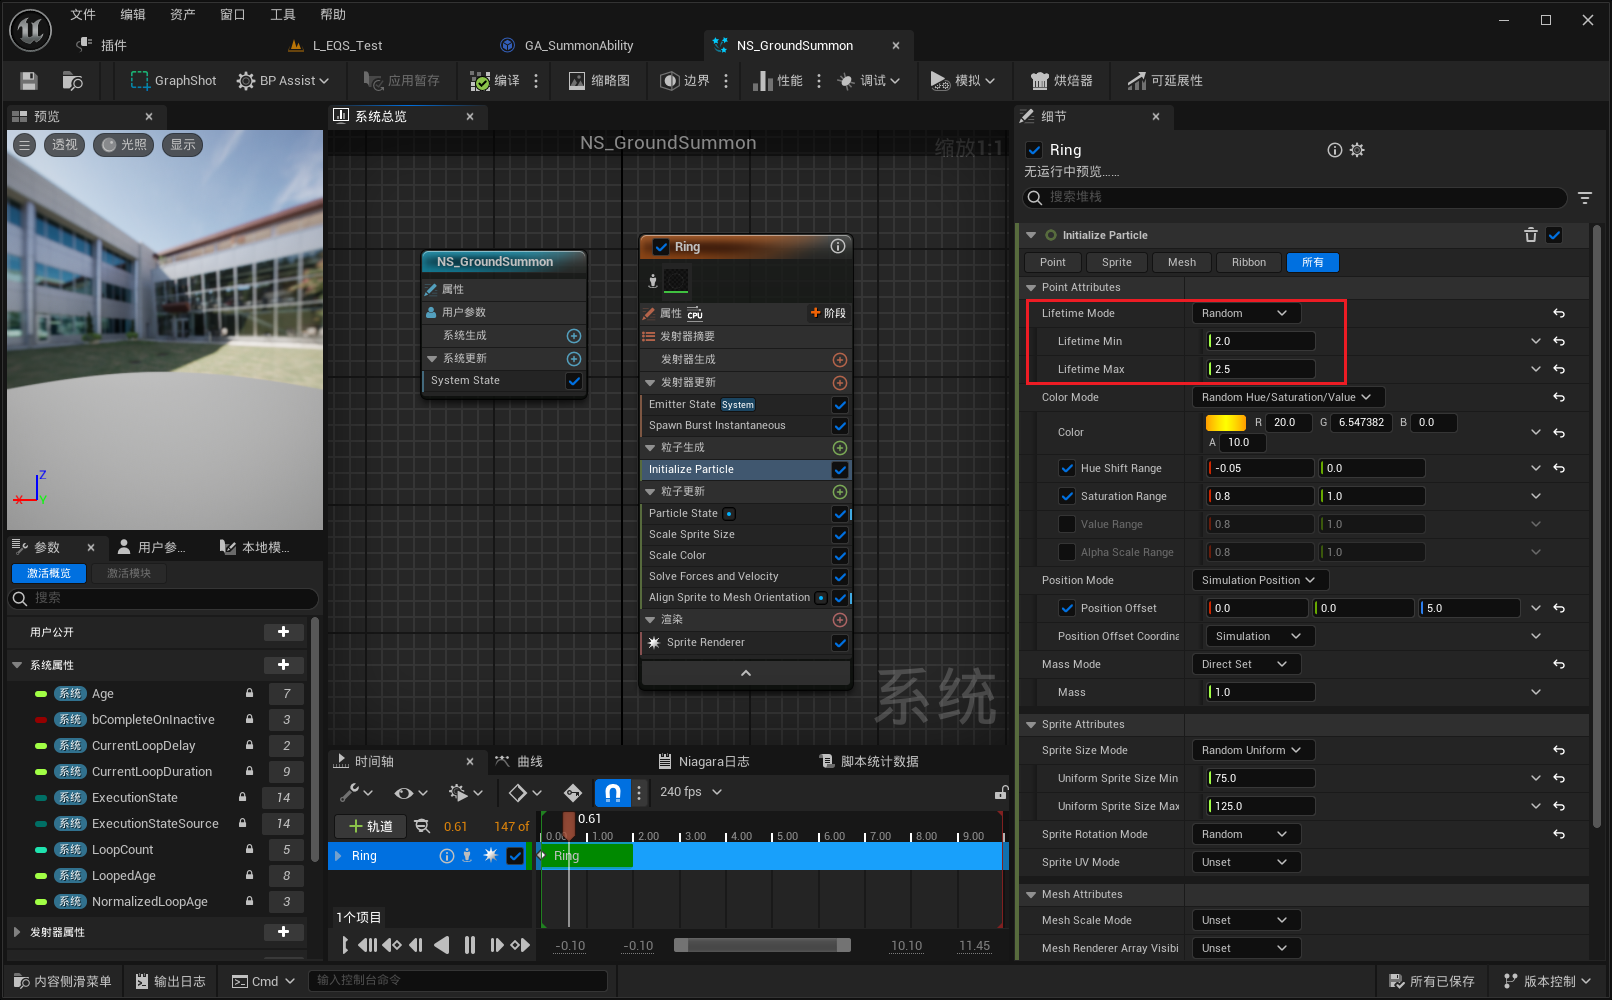 文件 编辑 资产 窗口 工具 帮助
插件 L_EQS_Test GA_SummonAbility NS_GroundSummon
GraphShot BP Assist 应用暂存 编译 缩略图 边界 性能 调试 模拟 烘焙器 可延展性
预览
透视 光照 显示
Z
X Y
系统总览
NS_GroundSummon
缩放1:1
NS_GroundSummon
属性
用户参数
系统生成
系统更新
System State
Ring
属性 CPU 阶段
发射器摘要
发射器生成
发射器更新
Emitter State System
Spawn Burst Instantaneous
粒子生成
Initialize Particle
粒子更新
Particle State
Scale Sprite Size
Scale Color
Solve Forces and Velocity
Align Sprite to Mesh Orientation
渲染
Sprite Renderer
系统
参数 用户参... 本地模...
激活概览 激活模块
搜索
用户公开
系统属性
系统 Age 7
系统 bCompleteOnInactive 3
系统 CurrentLoopDelay 2
系统 CurrentLoopDuration 9
系统 ExecutionState 14
系统 ExecutionStateSource 14
系统 LoopCount 5
系统 LoopedAge 8
系统 NormalizedLoopAge 3
发射器属性
时间轴 曲线 Niagara日志 脚本统计数据
240 fps
轨道 0.61 147 of
0.61
0.00 1.00 2.00 3.00 4.00 5.00 6.00 7.00 8.00 9.00
Ring Ring
1个项目
-0.10 -0.10 10.10 11.45
细节
Ring
无运行中预览......
搜索堆栈
Initialize Particle
Point Sprite Mesh Ribbon 所有
Point Attributes
Lifetime Mode Random
Lifetime Min 2.0
Lifetime Max 2.5
Color Mode Random Hue/Saturation/Value
Color R 20.0 G 6.547382 B 0.0
A 10.0
Hue Shift Range -0.05 0.0
Saturation Range 0.8 1.0
Value Range 0.8 1.0
Alpha Scale Range 0.8 1.0
Position Mode Simulation Position
Position Offset 0.0 0.0 5.0
Position Offset Coordina Simulation
Mass Mode Direct Set
Mass 1.0
Sprite Attributes
Sprite Size Mode Random Uniform
Uniform Sprite Size Min 75.0
Uniform Sprite Size Max 125.0
Sprite Rotation Mode Random
Sprite UV Mode Unset
Mesh Attributes
Mesh Scale Mode Unset
Mesh Renderer Array Visibi Unset
内容侧滑菜单 输出日志 Cmd 输入控制台命令 所有已保存 版本控制